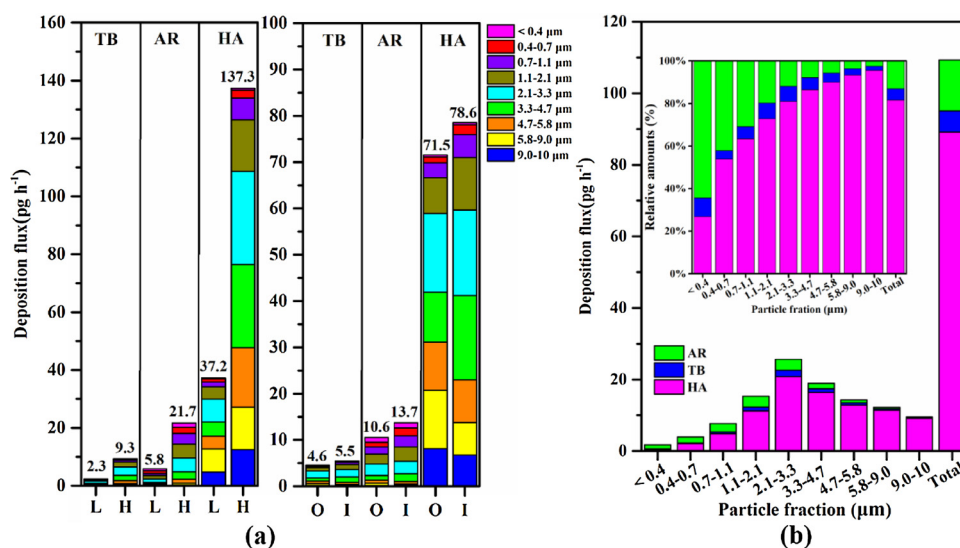 160
140
120
100
80
60
40
20
0
Deposition flux(pg h⁻¹)
TB AR HA
2.3
9.3
5.8
21.7
37.2
137.3
L H L H L H
100
90
80
70
60
50
40
30
20
10
0
TB AR HA
4.6
5.5
10.6
13.7
71.5
78.6
O I O I O I
< 0.4 μm
0.4-0.7 μm
0.7-1.1 μm
1.1-2.1 μm
2.1-3.3 μm
3.3-4.7 μm
4.7-5.8 μm
5.8-9.0 μm
9.0-10 μm
(a)
120
100
80
60
40
20
0
Deposition flux(pg h⁻¹)
100%
80%
60%
40%
20%
0%
Relative amounts (%)
< 0.4
0.4-0.7
0.7-1.1
1.1-2.1
2.1-3.3
3.3-4.7
4.7-5.8
5.8-9.0
9.0-10
Total
Particle fration (μm)
AR
TB
HA
< 0.4
0.4-0.7
0.7-1.1
1.1-2.1
2.1-3.3
3.3-4.7
4.7-5.8
5.8-9.0
9.0-10
Total
Particle fraction (μm)
(b)